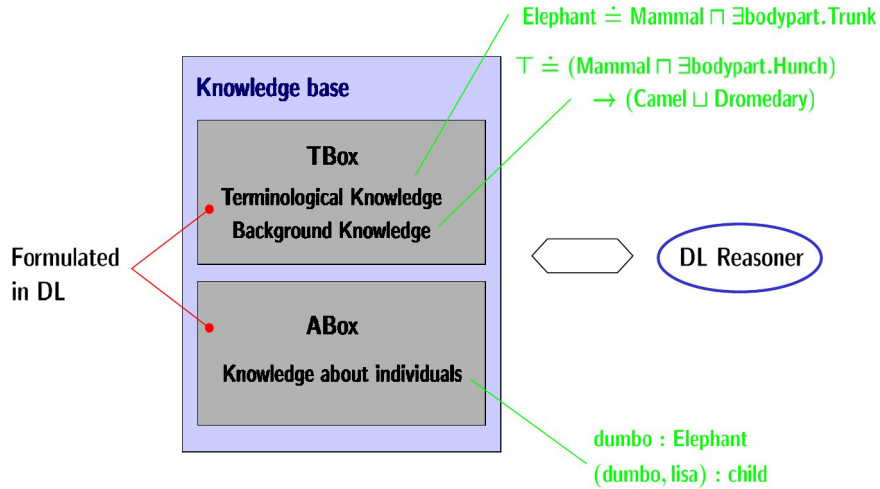 Elephant ≐ Mammal ⊓ ∃bodypart.Trunk
⊤ ≐ (Mammal ⊓ ∃bodypart.Hunch)
→ (Camel ⊔ Dromedary)
Knowledge base
TBox
Terminological Knowledge
Background Knowledge
Formulated
in DL
DL Reasoner
ABox
Knowledge about individuals
dumbo : Elephant
(dumbo, lisa) : child